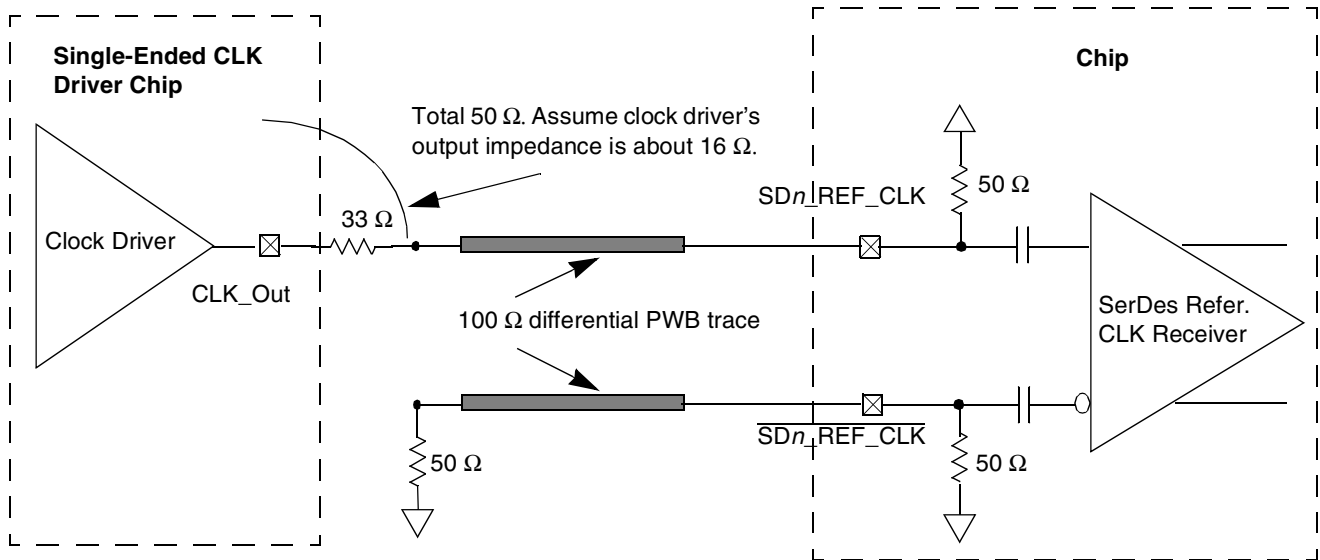 Single-Ended CLK
Driver Chip
Chip
Total 50 Ω. Assume clock driver's
output impedance is about 16 Ω.
SDn_REF_CLK
50 Ω
33 Ω
Clock Driver
CLK_Out
100 Ω differential PWB trace
SerDes Refer.
CLK Receiver
SDn_REF_CLK
50 Ω
50 Ω